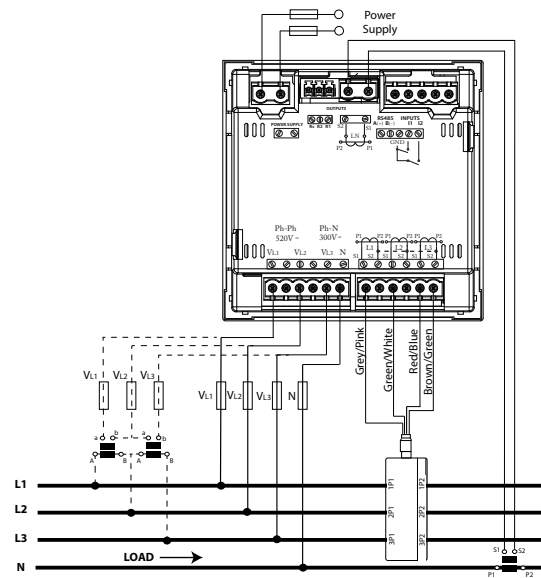 Power
Supply
OUTPUTS
POWER SUPPLY
Rc R2 R1
S2 S1
LN
P2 P1
RS485 INPUTS
A(+) B(-) I1 I2
GND
Ph-Ph
520V~
Ph-N
300V~
VL1 VL2 VL3 N
P1 P2 P1 P2 P1 P2
L1 L2 L3
S1 S2 S1 S2 S1 S2
Grey/Pink
Green/White
Red/Blue
Brown/Green
VL1 VL2 VL3
VL1 VL2 VL3 N
a b a b
A B A B
L1
L2
L3
N
LOAD
1P1 1P2
2P1 2P2
3P1 3P2
S1 S2
P1 P2